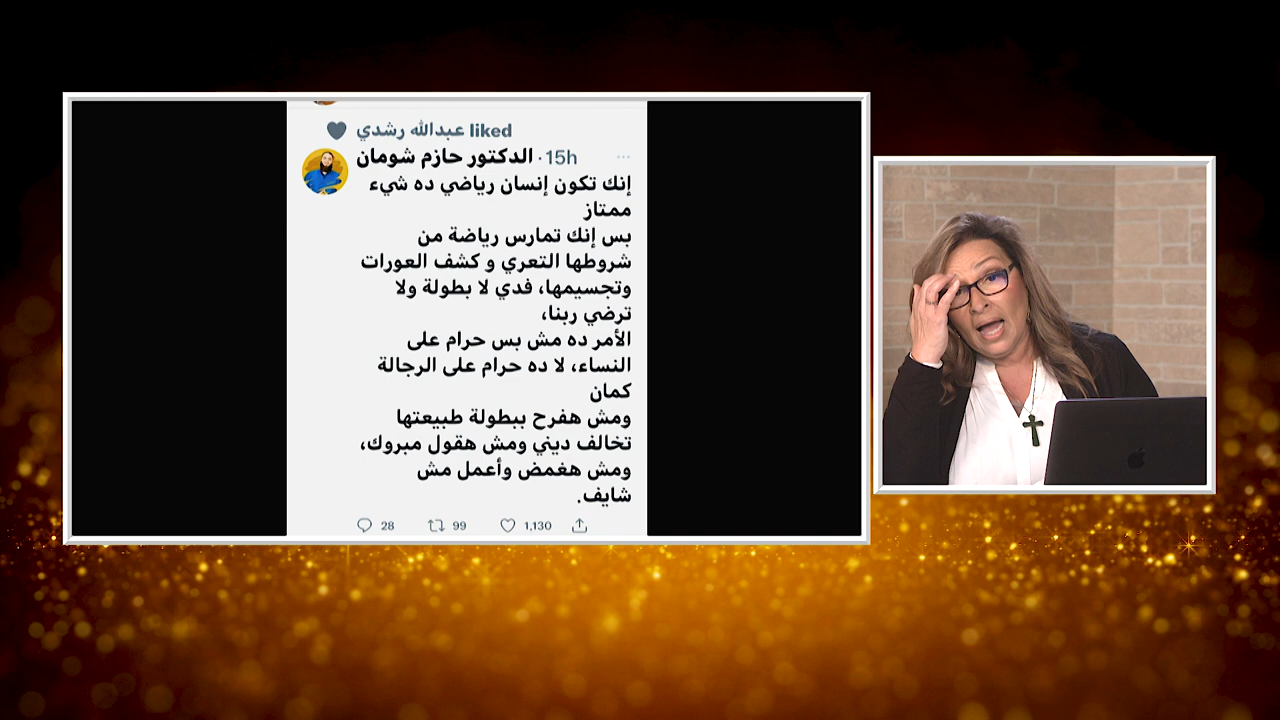 عبدالله رشدي liked
الدكتور حازم شومان · 15h
إنك تكون إنسان رياضي ده شيء
ممتاز
بس إنك تمارس رياضة من
شروطها التعري و كشف العورات
وتجسيمها، فدي لا بطولة ولا
ترضي ربنا،
الأمر ده مش بس حرام على
النساء، لا ده حرام على الرجالة
كمان
ومش هفرح ببطولة طبيعتها
تخالف ديني ومش هقول مبروك،
ومش هغمض وأعمل مش
شايف.
28 99 1,130